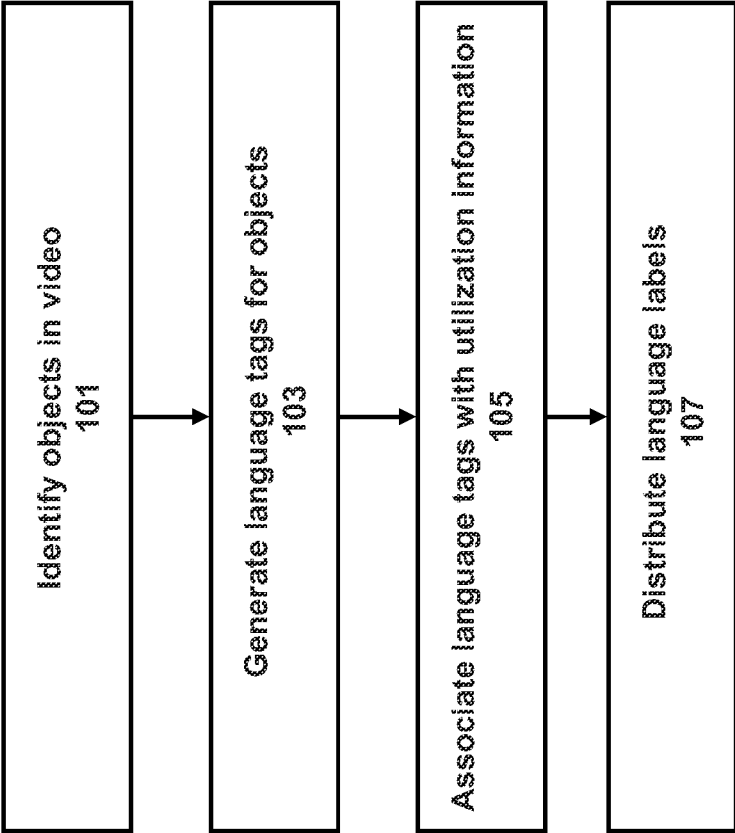 Identify objects in video
101
Generate language tags for objects
103
Associate language tags with utilization information
105
Distribute language labels
107